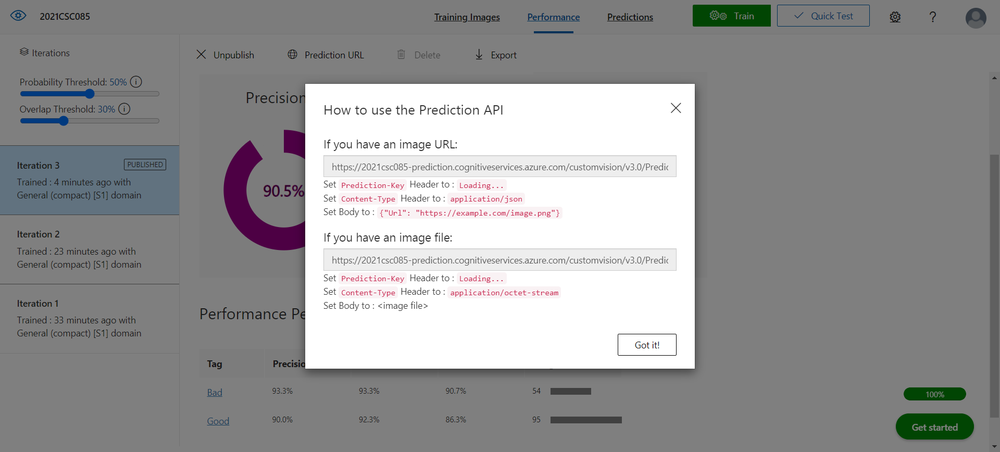 2021CSC085
Training Images
Performance
Predictions
Train
Quick Test
?
Iterations
Unpublish
Prediction URL
Delete
Export
Probability Threshold: 50% i
Overlap Threshold: 30% i
Iteration 3
PUBLISHED
Trained : 4 minutes ago with
General (compact) [S1] domain
Iteration 2
Trained : 23 minutes ago with
General (compact) [S1] domain
Iteration 1
Trained : 33 minutes ago with
General (compact) [S1] domain
Precision
90.5%
How to use the Prediction API
If you have an image URL:
https://2021csc085-prediction.cognitiveservices.azure.com/customvision/v3.0/Predic
Set Prediction-Key Header to : Loading...
Set Content-Type Header to : application/json
Set Body to : {"Url": "https://example.com/image.png"}
If you have an image file:
https://2021csc085-prediction.cognitiveservices.azure.com/customvision/v3.0/Predic
Set Prediction-Key Header to : Loading...
Set Content-Type Header to : application/octet-stream
Set Body to : <image file>
Got it!
Performance Pe
Tag
Precisio
Bad 93.3% 93.3% 90.7% 54
Good 90.0% 92.3% 86.3% 95
100%
Get started